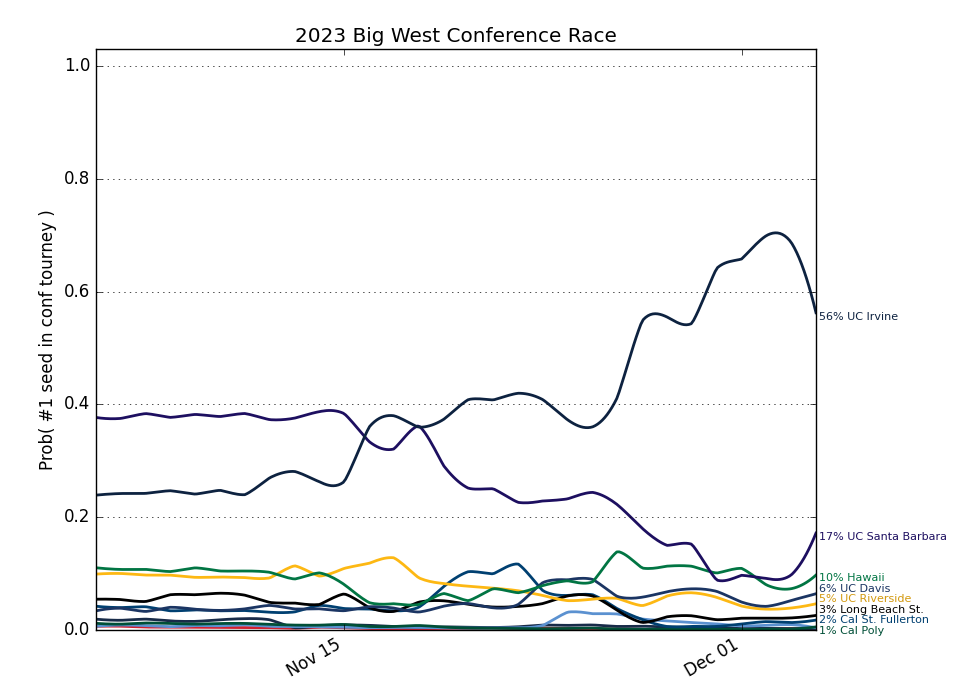 2023 Big West Conference Race
Prob( #1 seed in conf tourney )
1.0
0.8
0.6
0.4
0.2
0.0
Nov 15
Dec 01
56% UC Irvine
17% UC Santa Barbara
10% Hawaii
6% UC Davis
5% UC Riverside
3% Long Beach St.
2% Cal St. Fullerton
1% Cal Poly